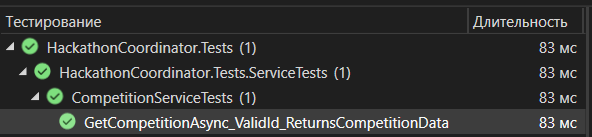 Тестирование Длительность
HackathonCoordinator.Tests (1) 83 мс
HackathonCoordinator.Tests.ServiceTests (1) 83 мс
CompetitionServiceTests (1) 83 мс
GetCompetitionAsync_ValidId_ReturnsCompetitionData 83 мс